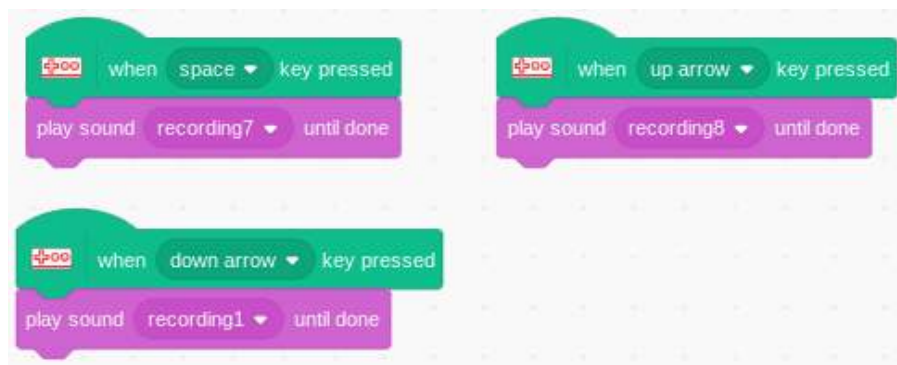 when space key pressed
play sound recording7 until done
when up arrow key pressed
play sound recording8 until done
when down arrow key pressed
play sound recording1 until done